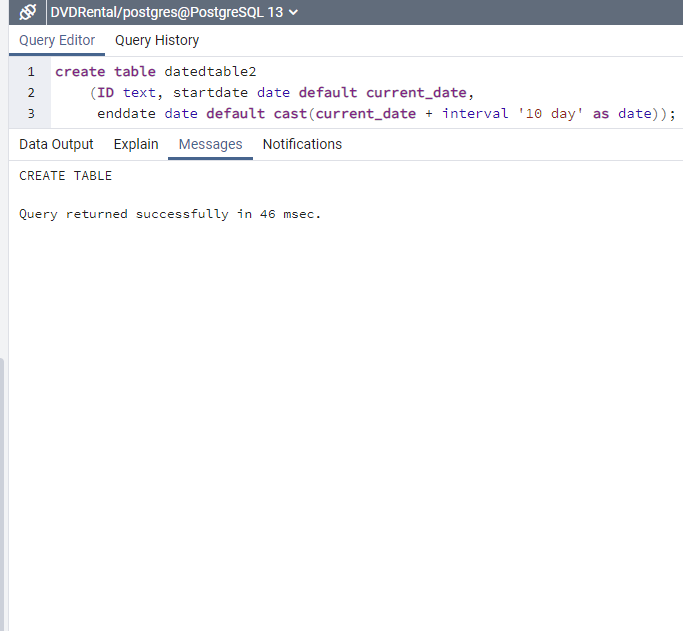 DVDRental/postgres@PostgreSQL 13
Query Editor Query History
1 create table datedtable2
2 (ID text, startdate date default current_date,
3 enddate date default cast(current_date + interval '10 day' as date));
Data Output Explain Messages Notifications
CREATE TABLE
Query returned successfully in 46 msec.